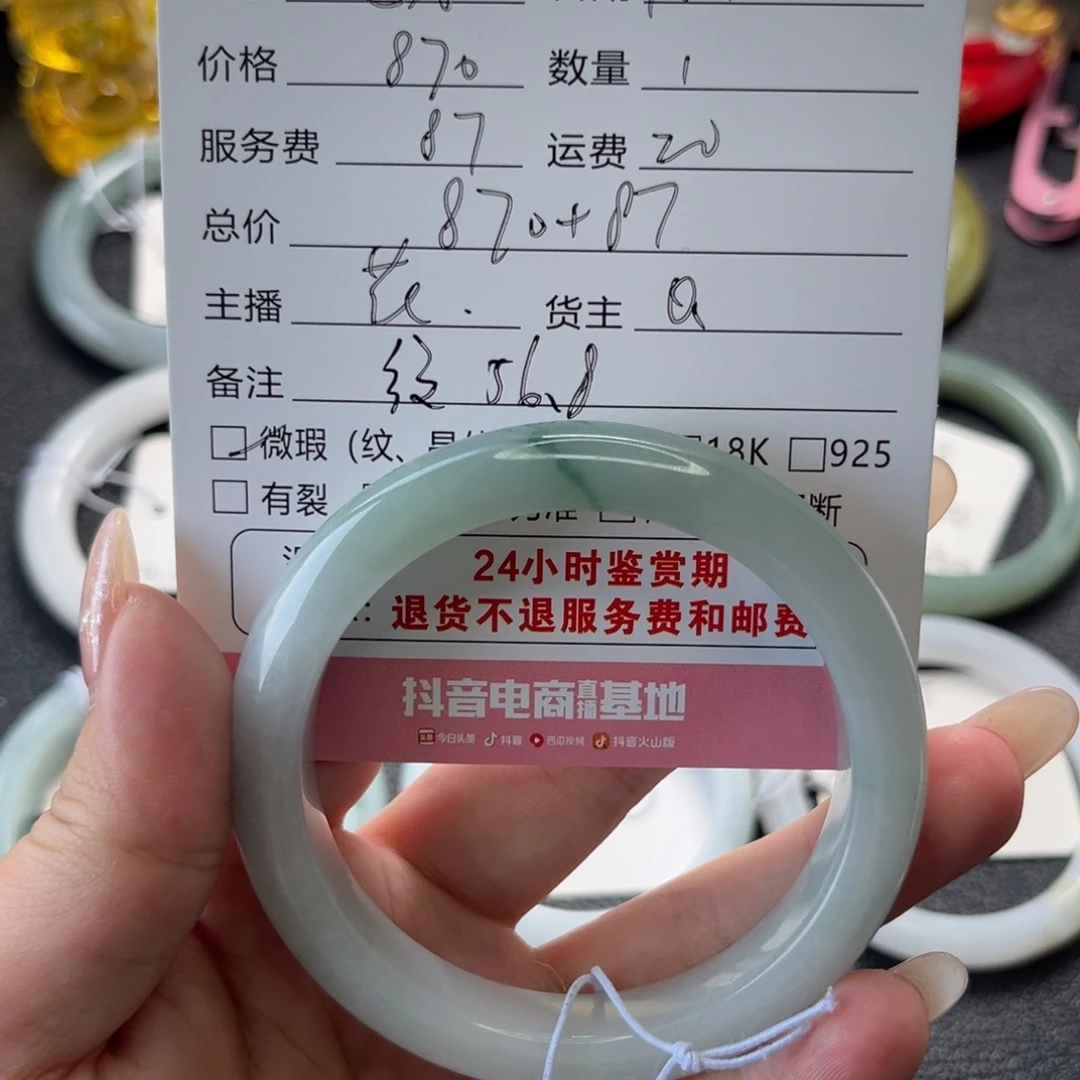 价格 870 数量 1
服务费 87 运费 20
总价 870+87
主播 货主 a
备注 56.8
□微瑕（纹、 18K □925
□有裂 断
24小时鉴赏期
：退货不退服务费和邮费
抖音电商直播基地
头条 今日头条 抖音 西瓜视频 抖音火山版